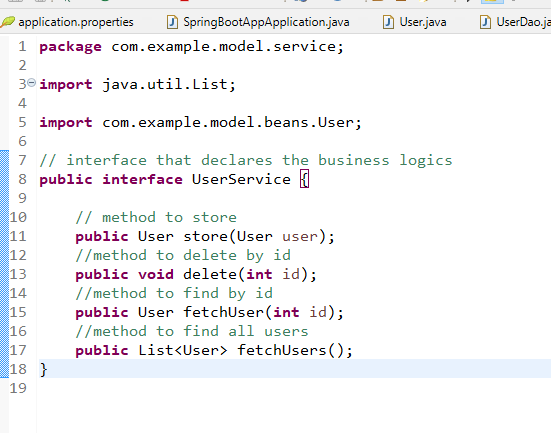 application.properties SpringBootAppApplication.java User.java UserDao.ja
1 package com.example.model.service;
2
3 import java.util.List;
4
5 import com.example.model.beans.User;
6
7 // interface that declares the business logics
8 public interface UserService {
9
10 // method to store
11 public User store(User user);
12 //method to delete by id
13 public void delete(int id);
14 //method to find by id
15 public User fetchUser(int id);
16 //method to find all users
17 public List<User> fetchUsers();
18 }
19